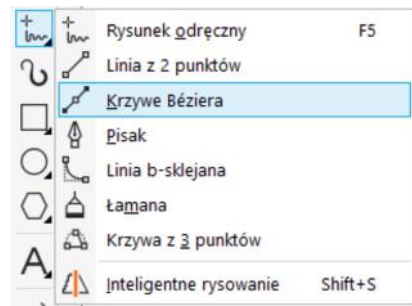 Rysunek odręczny F5
Linia z 2 punktów
Krzywe Béziera
Pisak
Linia b-sklejana
Łamana
Krzywa z 3 punktów
Inteligentne rysowanie Shift+S
A